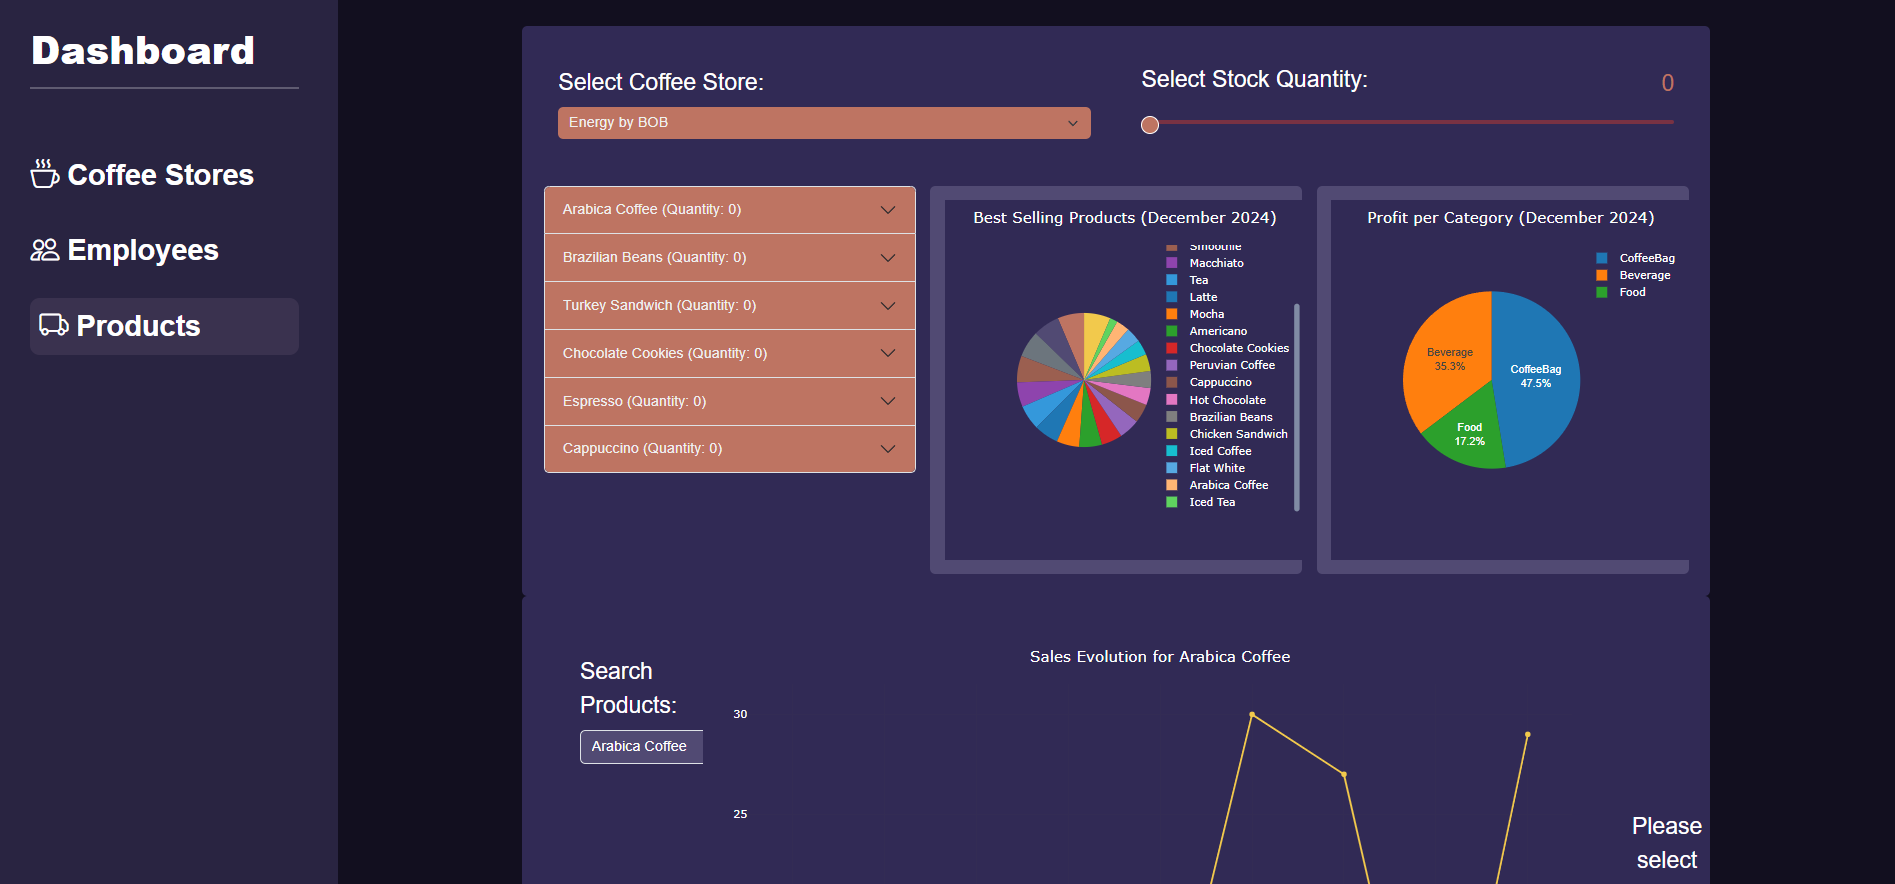 Dashboard
Coffee Stores
Employees
Products
Select Coffee Store:
Energy by BOB
Select Stock Quantity:
0
Arabica Coffee (Quantity: 0)
Brazilian Beans (Quantity: 0)
Turkey Sandwich (Quantity: 0)
Chocolate Cookies (Quantity: 0)
Espresso (Quantity: 0)
Cappuccino (Quantity: 0)
Best Selling Products (December 2024)
Smoothie
Macchiato
Tea
Latte
Mocha
Americano
Chocolate Cookies
Peruvian Coffee
Cappuccino
Hot Chocolate
Brazilian Beans
Chicken Sandwich
Iced Coffee
Flat White
Arabica Coffee
Iced Tea
Profit per Category (December 2024)
CoffeeBag
Beverage
Food
Beverage
35.3%
CoffeeBag
47.5%
Food
17.2%
Search
Products:
Arabica Coffee
Sales Evolution for Arabica Coffee
30
25
Please
select